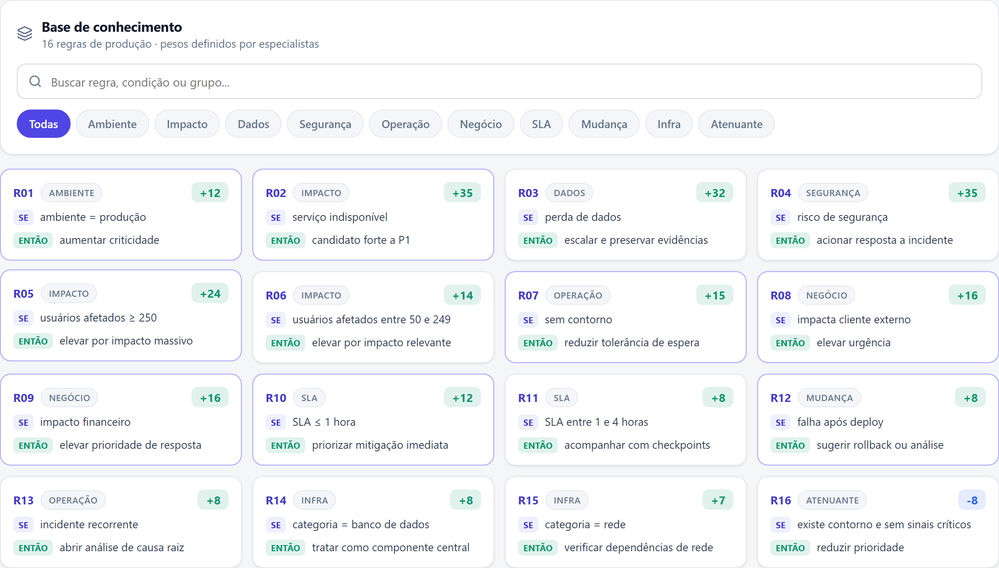 Base de conhecimento
16 regras de produção · pesos definidos por especialistas
Buscar regra, condição ou grupo...
Todas Ambiente Impacto Dados Segurança Operação Negócio SLA Mudança Infra Atenuante
R01 AMBIENTE +12
SE ambiente = produção
ENTÃO aumentar criticidade
R02 IMPACTO +35
SE serviço indisponível
ENTÃO candidato forte a P1
R03 DADOS +32
SE perda de dados
ENTÃO escalar e preservar evidências
R04 SEGURANÇA +35
SE risco de segurança
ENTÃO acionar resposta a incidente
R05 IMPACTO +24
SE usuários afetados ≥ 250
ENTÃO elevar por impacto massivo
R06 IMPACTO +14
SE usuários afetados entre 50 e 249
ENTÃO elevar por impacto relevante
R07 OPERAÇÃO +15
SE sem contorno
ENTÃO reduzir tolerância de espera
R08 NEGÓCIO +16
SE impacta cliente externo
ENTÃO elevar urgência
R09 NEGÓCIO +16
SE impacto financeiro
ENTÃO elevar prioridade de resposta
R10 SLA +12
SE SLA ≤ 1 hora
ENTÃO priorizar mitigação imediata
R11 SLA +8
SE SLA entre 1 e 4 horas
ENTÃO acompanhar com checkpoints
R12 MUDANÇA +8
SE falha após deploy
ENTÃO sugerir rollback ou análise
R13 OPERAÇÃO +8
SE incidente recorrente
ENTÃO abrir análise de causa raiz
R14 INFRA +8
SE categoria = banco de dados
ENTÃO tratar como componente central
R15 INFRA +7
SE categoria = rede
ENTÃO verificar dependências de rede
R16 ATENUANTE -8
SE existe contorno e sem sinais críticos
ENTÃO reduzir prioridade